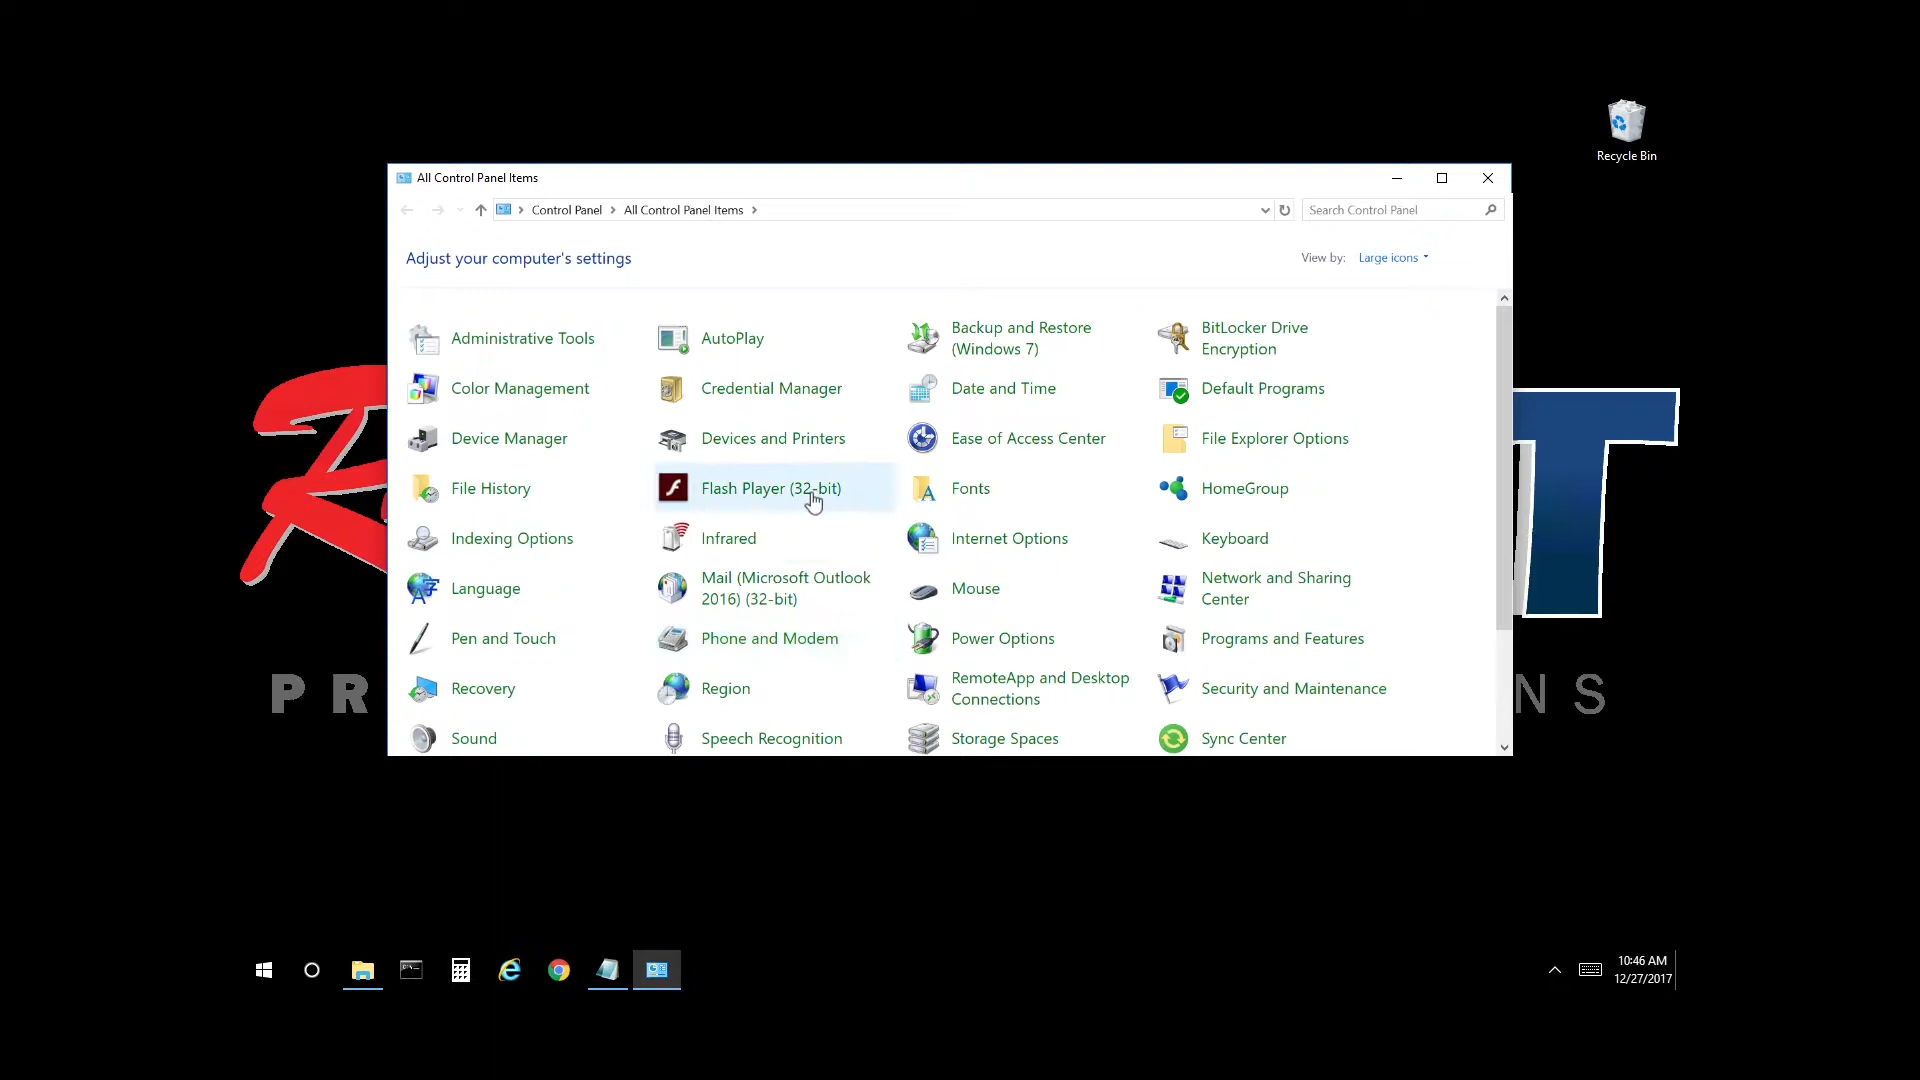 Recycle Bin
All Control Panel Items
Control Panel
All Control Panel Items
Search Control Panel
Adjust your computer's settings
View by:
Large icons
Administrative Tools
AutoPlay
Backup and Restore
(Windows 7)
BitLocker Drive
Encryption
Color Management
Credential Manager
Date and Time
Default Programs
Device Manager
Devices and Printers
Ease of Access Center
File Explorer Options
File History
Flash Player (32-bit)
Fonts
HomeGroup
Indexing Options
Infrared
Internet Options
Keyboard
Language
Mail (Microsoft Outlook
2016) (32-bit)
Mouse
Network and Sharing
Center
Pen and Touch
Phone and Modem
Power Options
Programs and Features
Recovery
Region
RemoteApp and Desktop
Connections
Security and Maintenance
Sound
Speech Recognition
Storage Spaces
Sync Center
10:46 AM
12/27/2017